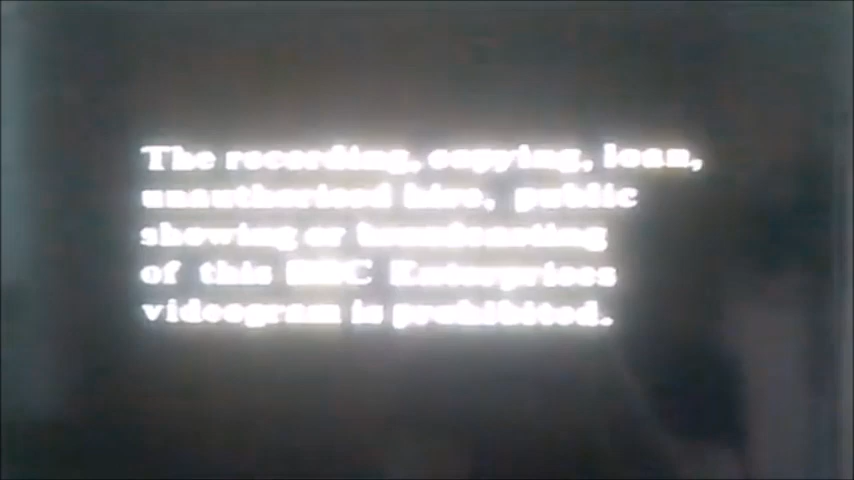 The recording, copying, loan,
unauthorised hire, public
showing or broadcasting
of this BBC Enterprises
videogram is prohibited.